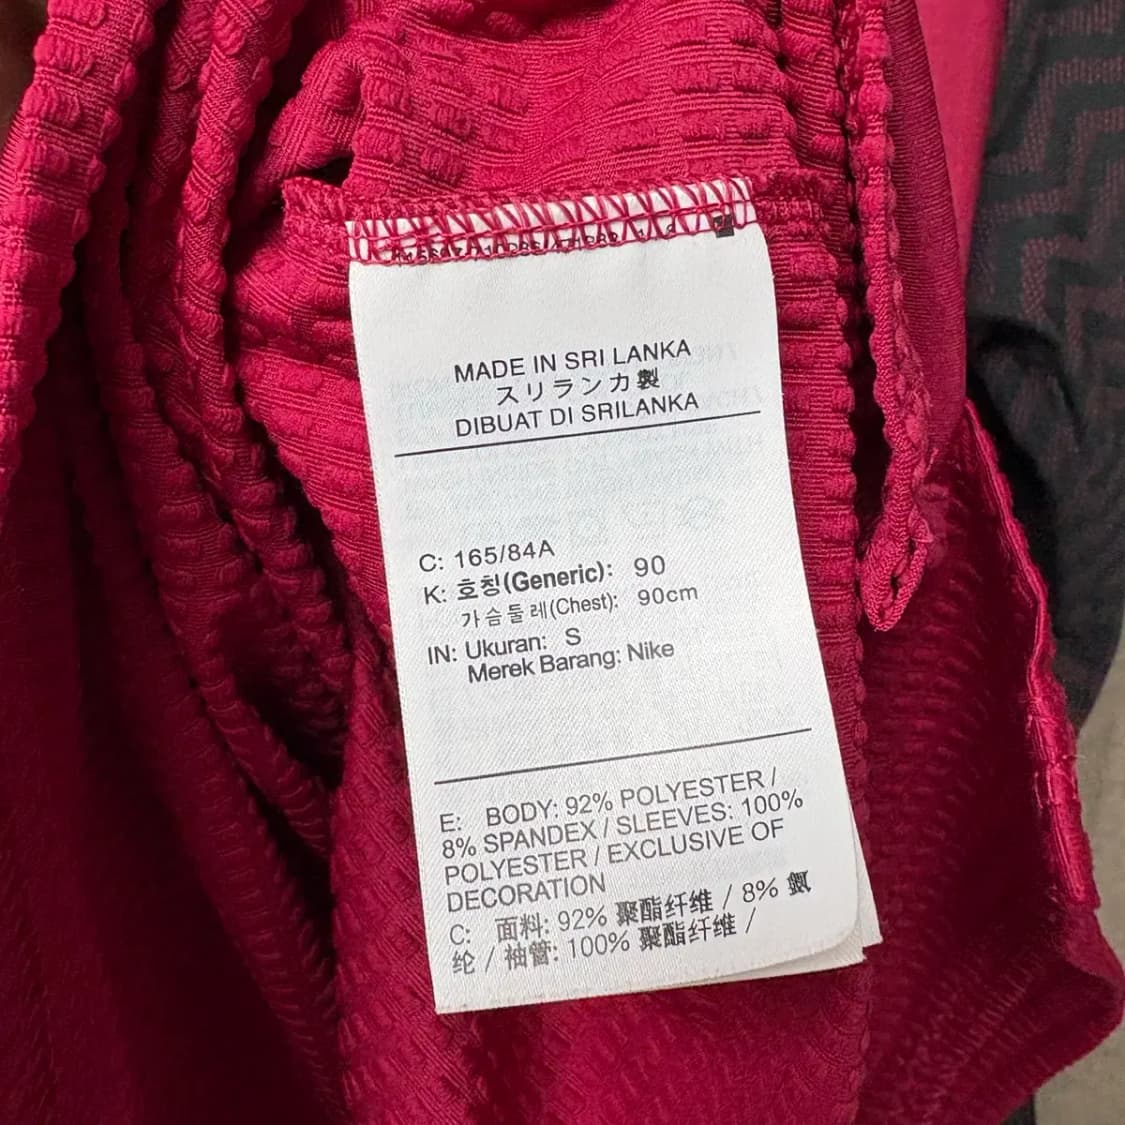 MADE IN SRI LANKA
スリランカ製
DIBUAT DI SRILANKA
C: 165/84A
K: 호칭(Generic): 90
가슴둘레(Chest): 90cm
IN: Ukuran: S
Merek Barang: Nike
E: BODY: 92% POLYESTER /
8% SPANDEX / SLEEVES: 100%
POLYESTER / EXCLUSIVE OF
DECORATION
C: 面料: 92% 聚酯纤维 / 8% 氨
纶 / 袖管: 100% 聚酯纤维 /